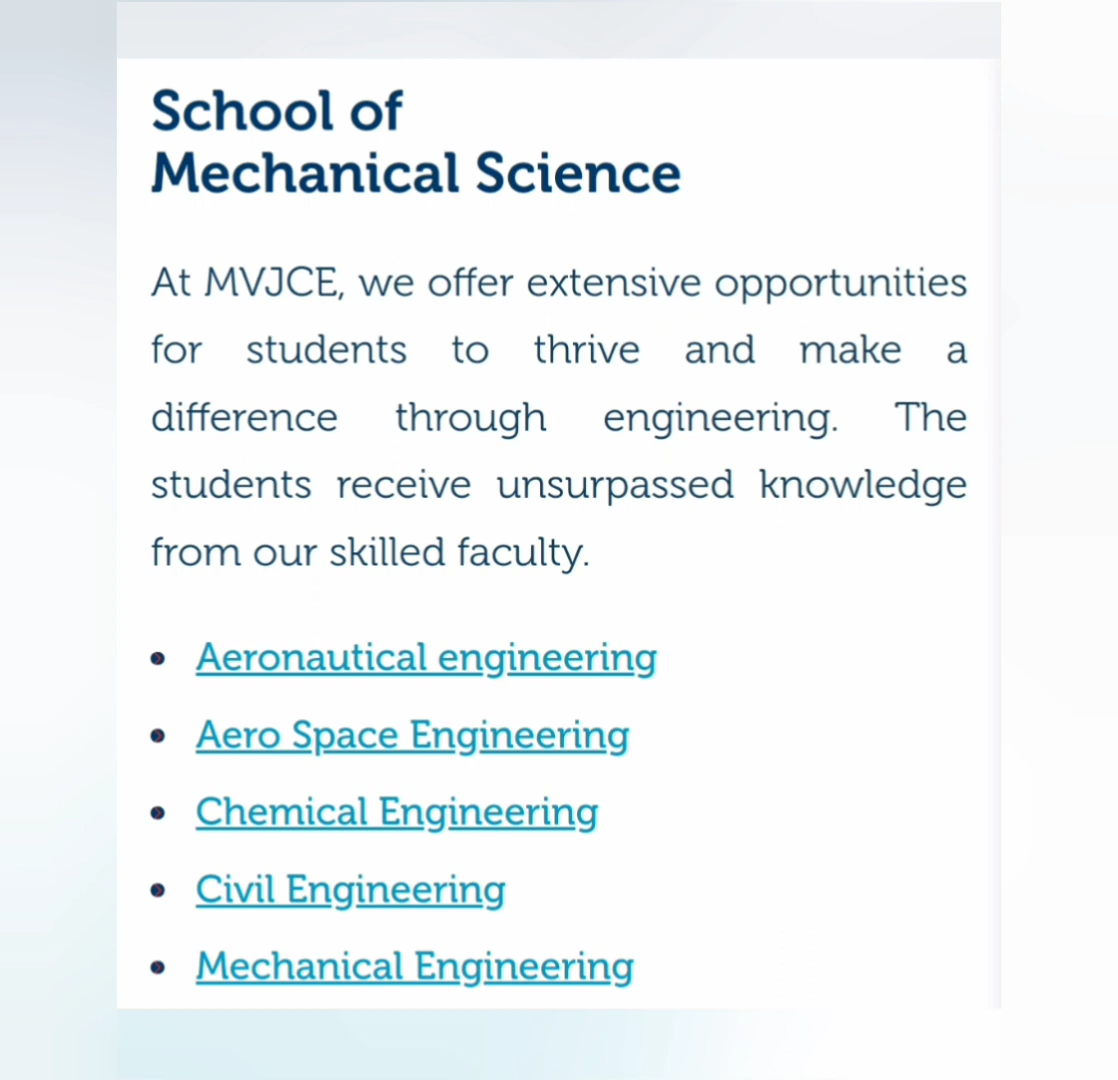 School of
Mechanical Science
At MVJCE, we offer extensive opportunities
for students to thrive and make a
difference through engineering. The
students receive unsurpassed knowledge
from our skilled faculty.
Aeronautical engineering
Aero Space Engineering
Chemical Engineering
Civil Engineering
Mechanical Engineering